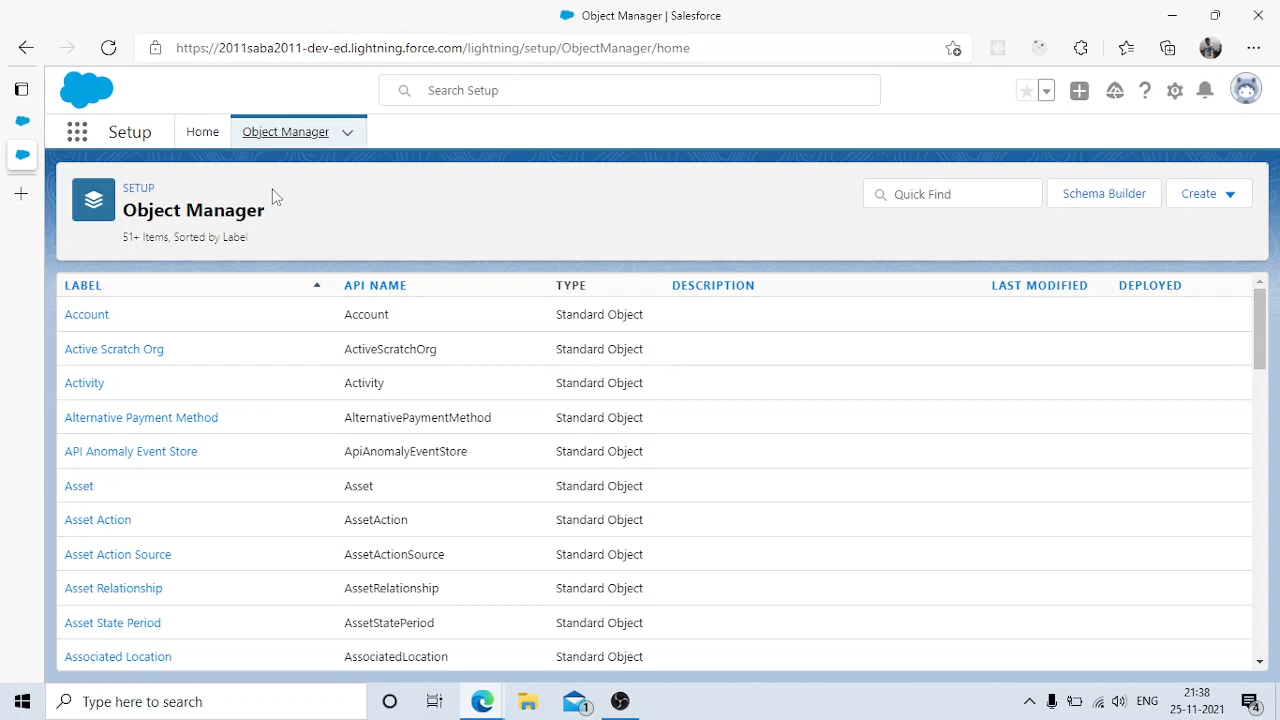 Object Manager | Salesforce
https://2011saba2011-dev-ed.lightning.force.com/lightning/setup/ObjectManager/home
Search Setup
Setup
Home
Object Manager
SETUP
Object Manager
51+ Items, Sorted by Label
Quick Find
Schema Builder
Create
LABEL API NAME TYPE DESCRIPTION LAST MODIFIED DEPLOYED
Account Account Standard Object
Active Scratch Org ActiveScratchOrg Standard Object
Activity Activity Standard Object
Alternative Payment Method AlternativePaymentMethod Standard Object
API Anomaly Event Store ApiAnomalyEventStore Standard Object
Asset Asset Standard Object
Asset Action AssetAction Standard Object
Asset Action Source AssetActionSource Standard Object
Asset Relationship AssetRelationship Standard Object
Asset State Period AssetStatePeriod Standard Object
Associated Location AssociatedLocation Standard Object
Type here to search
1
ENG
21:38
25-11-2021
4